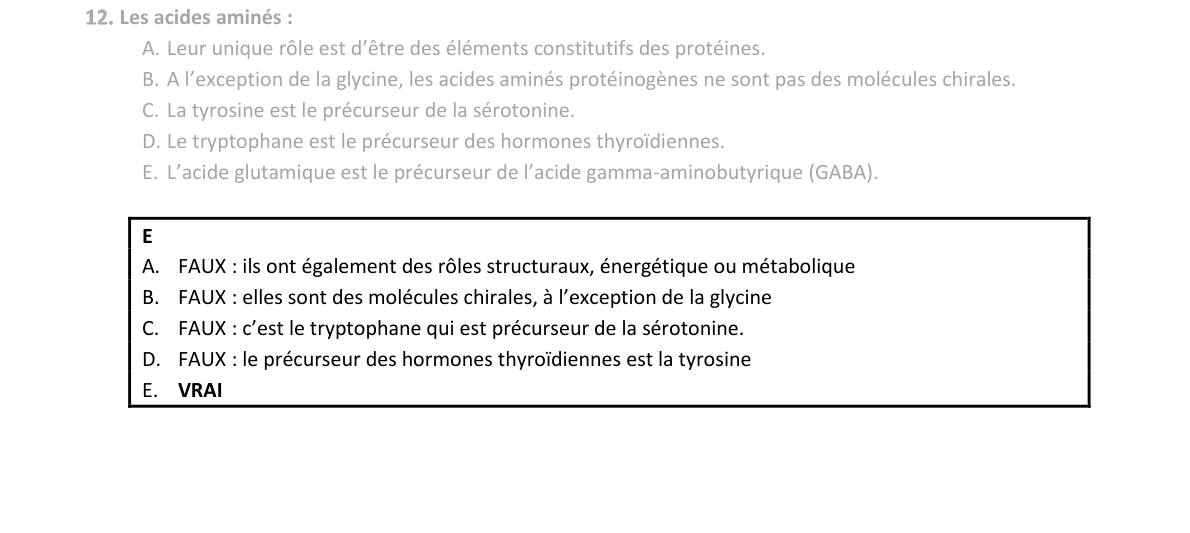 12. Les acides aminés :
A. Leur unique rôle est d’être des éléments constitutifs des protéines.
B. A l’exception de la glycine, les acides aminés protéinogènes ne sont pas des molécules chirales.
C. La tyrosine est le précurseur de la sérotonine.
D. Le tryptophane est le précurseur des hormones thyroïdiennes.
E. L’acide glutamique est le précurseur de l’acide gamma-aminobutyrique (GABA).
E
A. FAUX : ils ont également des rôles structuraux, énergétique ou métabolique
B. FAUX : elles sont des molécules chirales, à l’exception de la glycine
C. FAUX : c’est le tryptophane qui est précurseur de la sérotonine.
D. FAUX : le précurseur des hormones thyroïdiennes est la tyrosine
E. VRAI